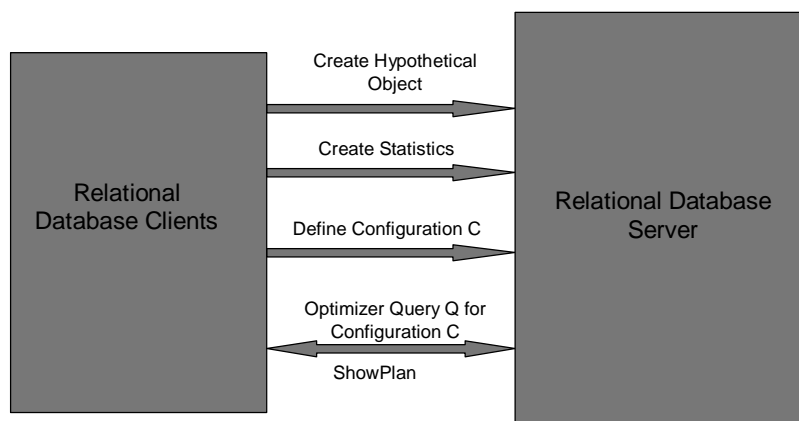 Relational
Database Clients
Create Hypothetical
Object
Create Statistics
Define Configuration C
Optimizer Query Q for
Configuration C
ShowPlan
Relational Database
Server